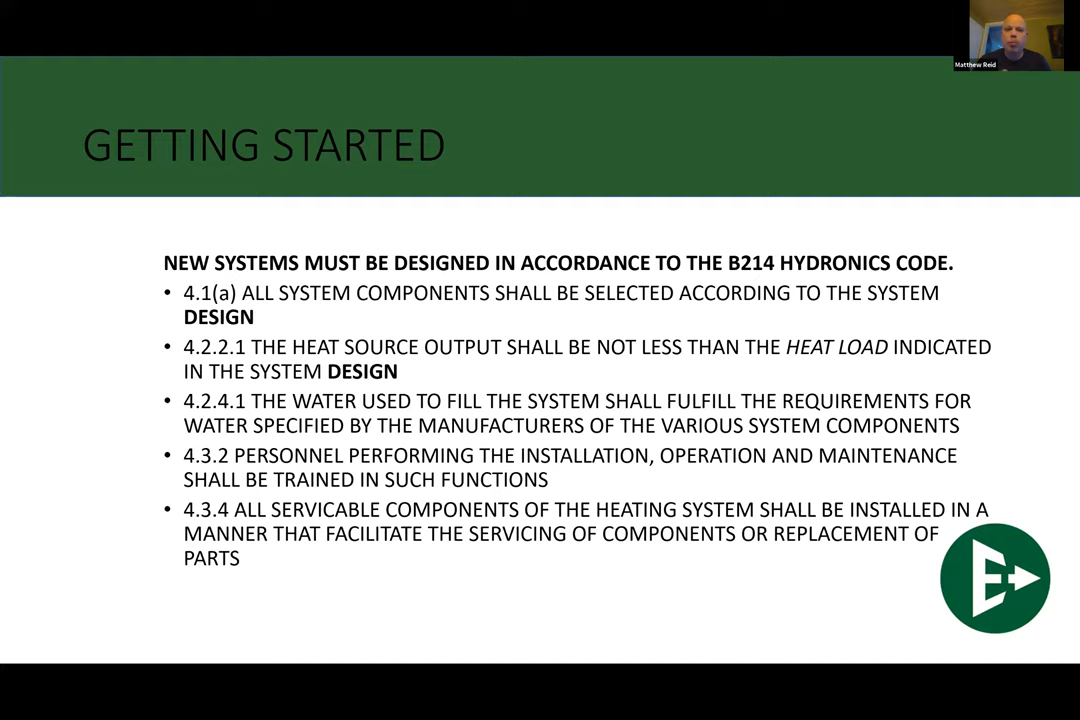 Matthew Reid
GETTING STARTED
NEW SYSTEMS MUST BE DESIGNED IN ACCORDANCE TO THE B214 HYDRONICS CODE.
• 4.1(a) ALL SYSTEM COMPONENTS SHALL BE SELECTED ACCORDING TO THE SYSTEM
DESIGN
• 4.2.2.1 THE HEAT SOURCE OUTPUT SHALL BE NOT LESS THAN THE HEAT LOAD INDICATED
IN THE SYSTEM DESIGN
• 4.2.4.1 THE WATER USED TO FILL THE SYSTEM SHALL FULFILL THE REQUIREMENTS FOR
WATER SPECIFIED BY THE MANUFACTURERS OF THE VARIOUS SYSTEM COMPONENTS
• 4.3.2 PERSONNEL PERFORMING THE INSTALLATION, OPERATION AND MAINTENANCE
SHALL BE TRAINED IN SUCH FUNCTIONS
• 4.3.4 ALL SERVICABLE COMPONENTS OF THE HEATING SYSTEM SHALL BE INSTALLED IN A
MANNER THAT FACILITATE THE SERVICING OF COMPONENTS OR REPLACEMENT OF
PARTS
E